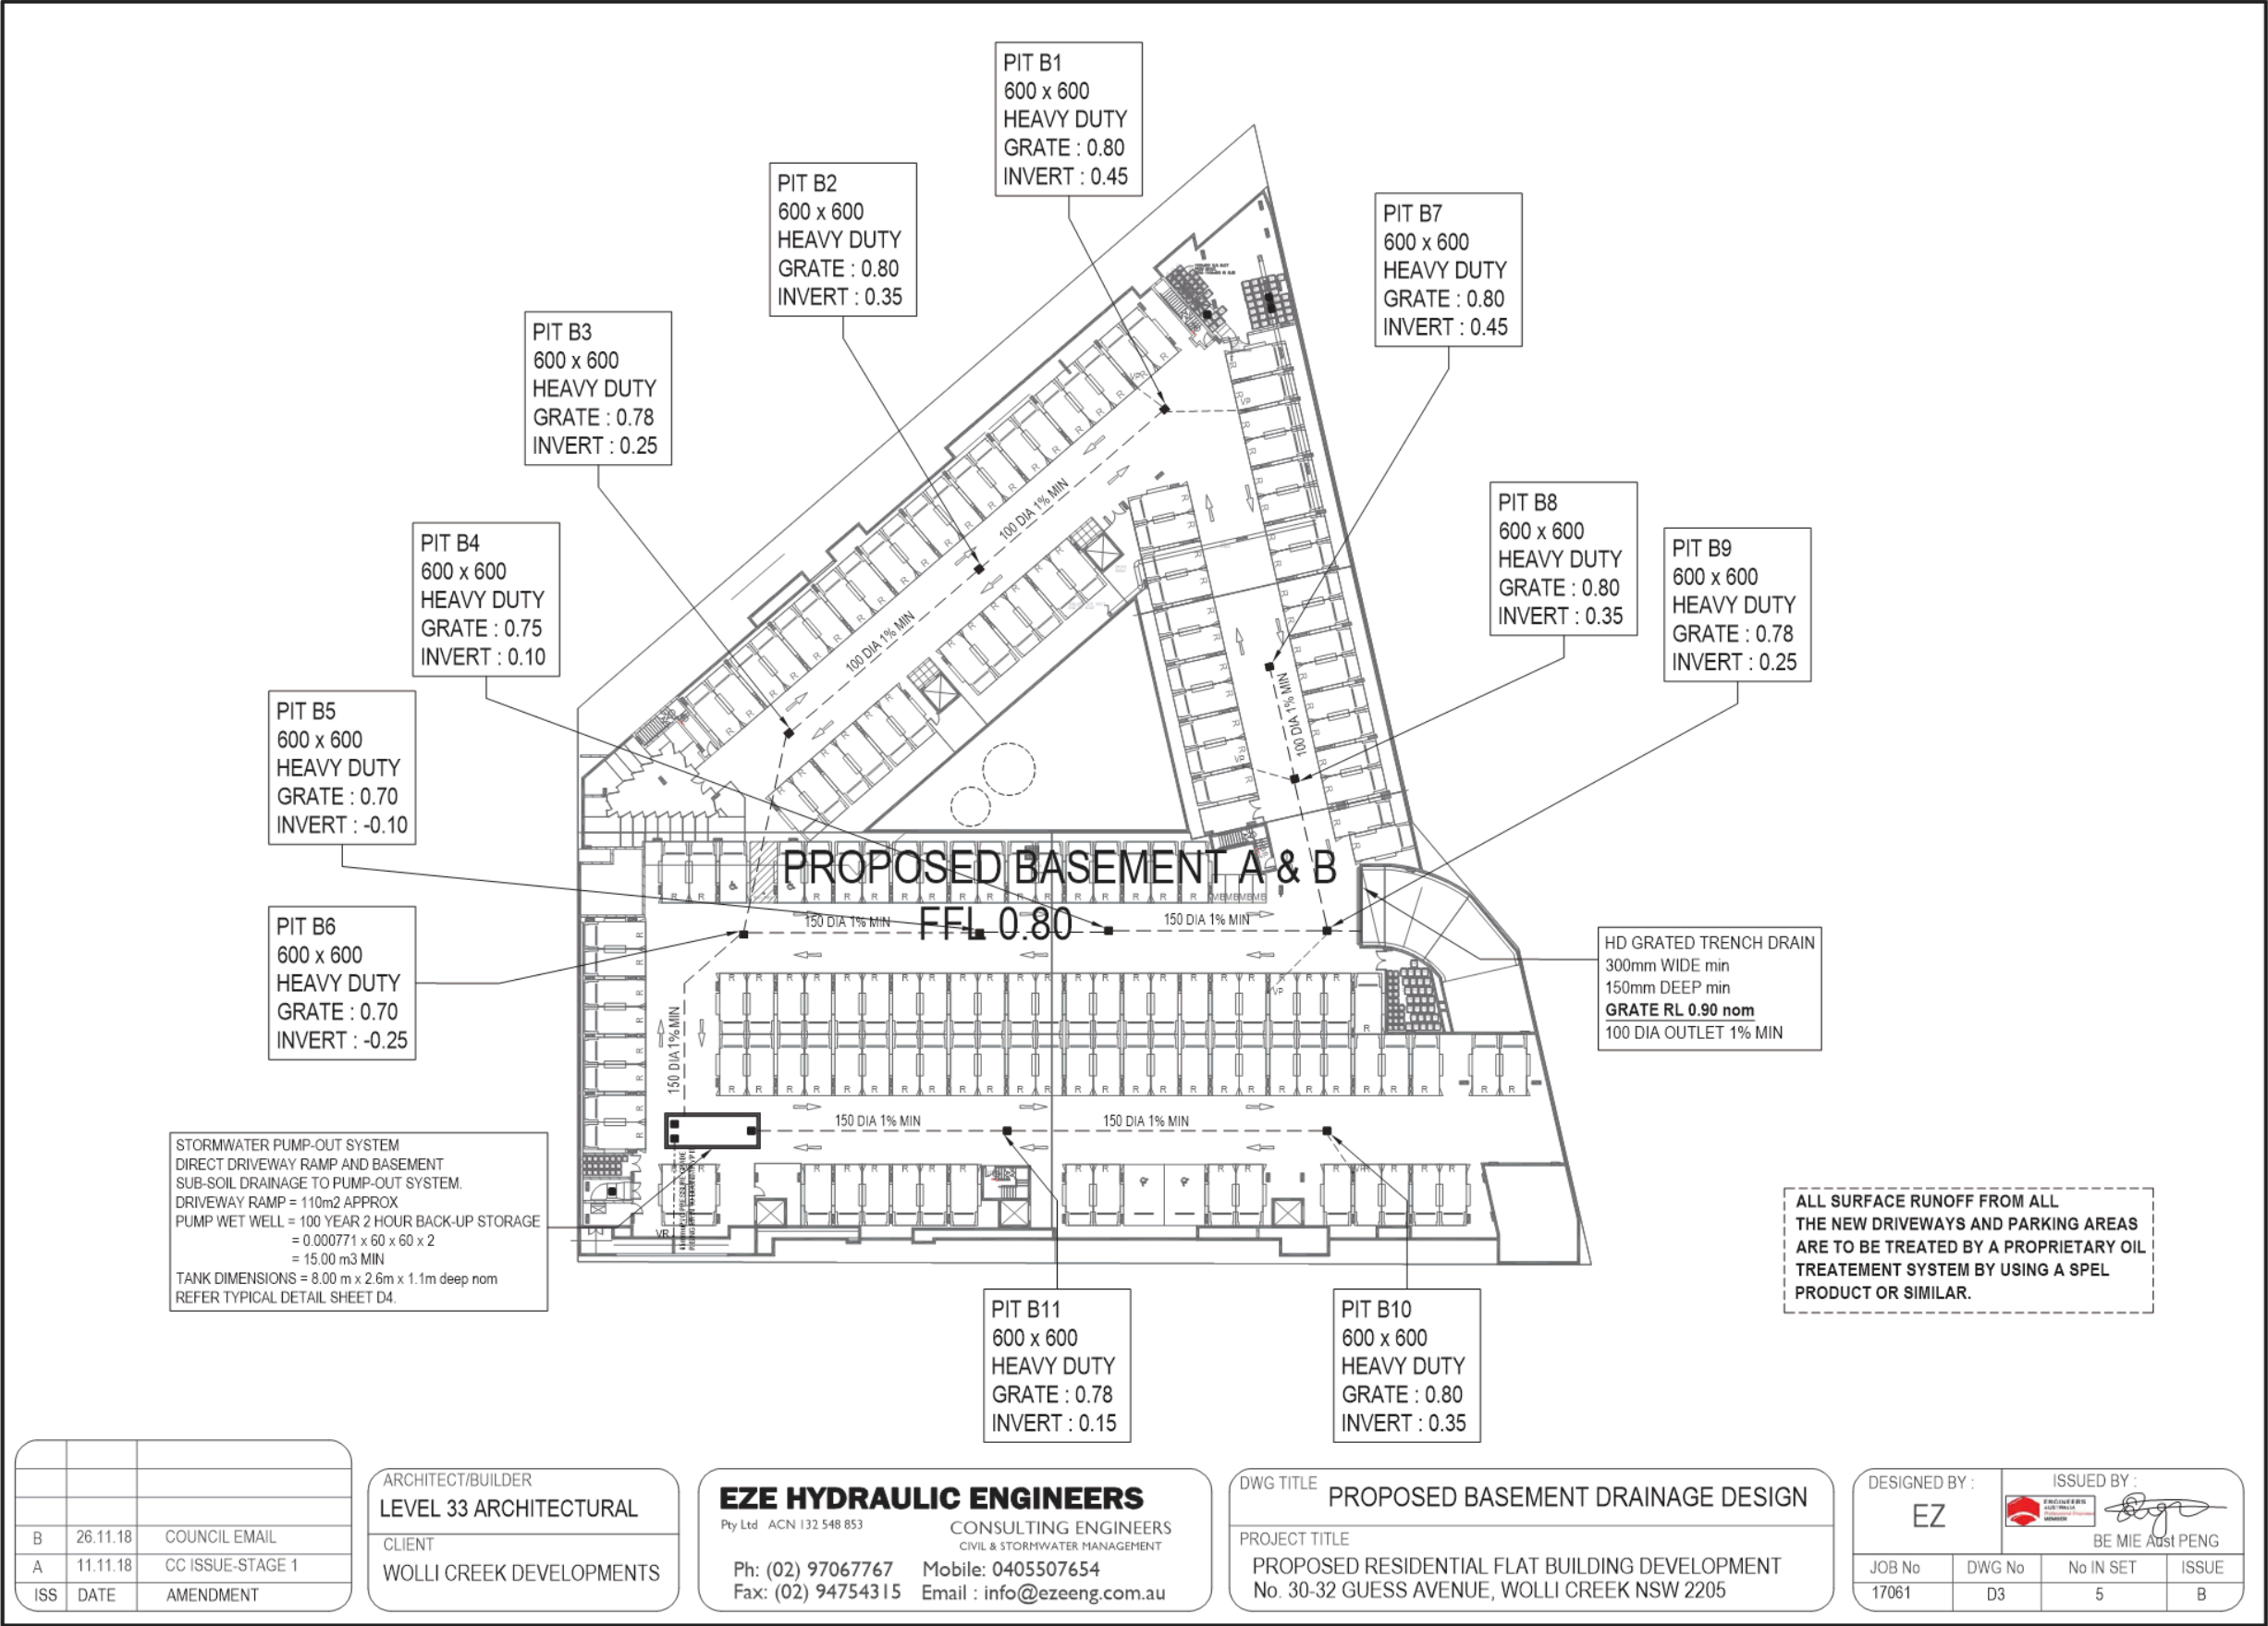 PIT B1
600 x 600
HEAVY DUTY
GRATE : 0.80
INVERT : 0.45
PIT B2
600 x 600
HEAVY DUTY
GRATE : 0.80
INVERT : 0.35
PIT B7
600 x 600
HEAVY DUTY
GRATE : 0.80
INVERT : 0.45
PIT B3
600 x 600
HEAVY DUTY
GRATE : 0.78
INVERT : 0.25
PIT B8
600 x 600
HEAVY DUTY
GRATE : 0.80
INVERT : 0.35
PIT B9
600 x 600
HEAVY DUTY
GRATE : 0.78
INVERT : 0.25
PIT B4
600 x 600
HEAVY DUTY
GRATE : 0.75
INVERT : 0.10
PIT B5
600 x 600
HEAVY DUTY
GRATE : 0.70
INVERT : -0.10
PIT B6
600 x 600
HEAVY DUTY
GRATE : 0.70
INVERT : -0.25
100 DIA 1% MIN
100 DIA 1% MIN
100 DIA 1% MIN
PROPOSED BASEMENT A & B
FFL 0.80
150 DIA 1% MIN
150 DIA 1% MIN
150 DIA 1% MIN
150 DIA 1% MIN
150 DIA 1% MIN
HD GRATED TRENCH DRAIN
300mm WIDE min
150mm DEEP min
GRATE RL 0.90 nom
100 DIA OUTLET 1% MIN
STORMWATER PUMP-OUT SYSTEM
DIRECT DRIVEWAY RAMP AND BASEMENT
SUB-SOIL DRAINAGE TO PUMP-OUT SYSTEM.
DRIVEWAY RAMP = 110m2 APPROX
PUMP WET WELL = 100 YEAR 2 HOUR BACK-UP STORAGE
= 0.000771 x 60 x 60 x 2
= 15.00 m3 MIN
TANK DIMENSIONS = 8.00 m x 2.6m x 1.1m deep nom
REFER TYPICAL DETAIL SHEET D4.
VR
VP
VP
VP
ALL SURFACE RUNOFF FROM ALL
THE NEW DRIVEWAYS AND PARKING AREAS
ARE TO BE TREATED BY A PROPRIETARY OIL
TREATEMENT SYSTEM BY USING A SPEL
PRODUCT OR SIMILAR.
PIT B11
600 x 600
HEAVY DUTY
GRATE : 0.78
INVERT : 0.15
PIT B10
600 x 600
HEAVY DUTY
GRATE : 0.80
INVERT : 0.35
B 26.11.18 COUNCIL EMAIL
A 11.11.18 CC ISSUE-STAGE 1
ISS DATE AMENDMENT
ARCHITECT/BUILDER
LEVEL 33 ARCHITECTURAL
CLIENT
WOLLI CREEK DEVELOPMENTS
EZE HYDRAULIC ENGINEERS
Pty Ltd ACN 132 548 853
CONSULTING ENGINEERS
CIVIL & STORMWATER MANAGEMENT
Ph: (02) 97067767 Mobile: 0405507654
Fax: (02) 94754315 Email : info@ezeeng.com.au
DWG TITLE PROPOSED BASEMENT DRAINAGE DESIGN
PROJECT TITLE
PROPOSED RESIDENTIAL FLAT BUILDING DEVELOPMENT
No. 30-32 GUESS AVENUE, WOLLI CREEK NSW 2205
DESIGNED BY :
EZ
ISSUED BY :
ENGINEERS
AUSTRALIA
Professional Engineer
MEMBER
BE MIE Aust PENG
JOB No DWG No No IN SET ISSUE
17061 D3 5 B